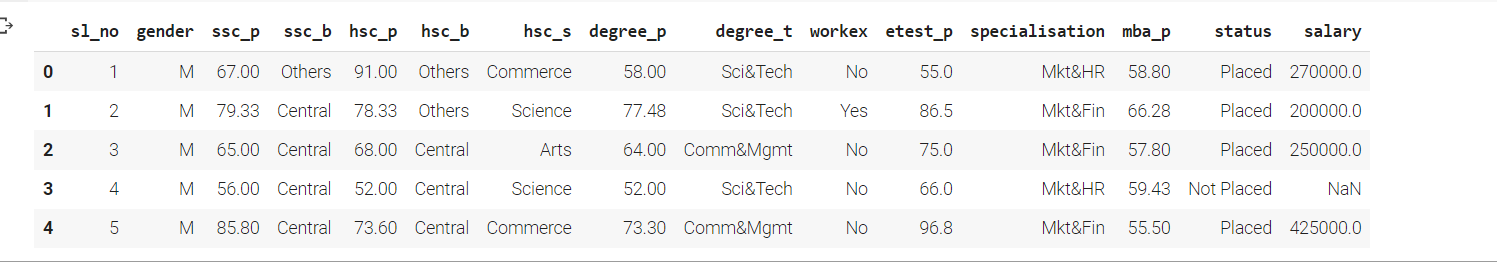 sl_no gender ssc_p ssc_b hsc_p hsc_b hsc_s degree_p degree_t workex etest_p specialisation mba_p status salary
0 1 M 67.00 Others 91.00 Others Commerce 58.00 Sci&Tech No 55.0 Mkt&HR 58.80 Placed 270000.0
1 2 M 79.33 Central 78.33 Others Science 77.48 Sci&Tech Yes 86.5 Mkt&Fin 66.28 Placed 200000.0
2 3 M 65.00 Central 68.00 Central Arts 64.00 Comm&Mgmt No 75.0 Mkt&Fin 57.80 Placed 250000.0
3 4 M 56.00 Central 52.00 Central Science 52.00 Sci&Tech No 66.0 Mkt&HR 59.43 Not Placed NaN
4 5 M 85.80 Central 73.60 Central Commerce 73.30 Comm&Mgmt No 96.8 Mkt&Fin 55.50 Placed 425000.0